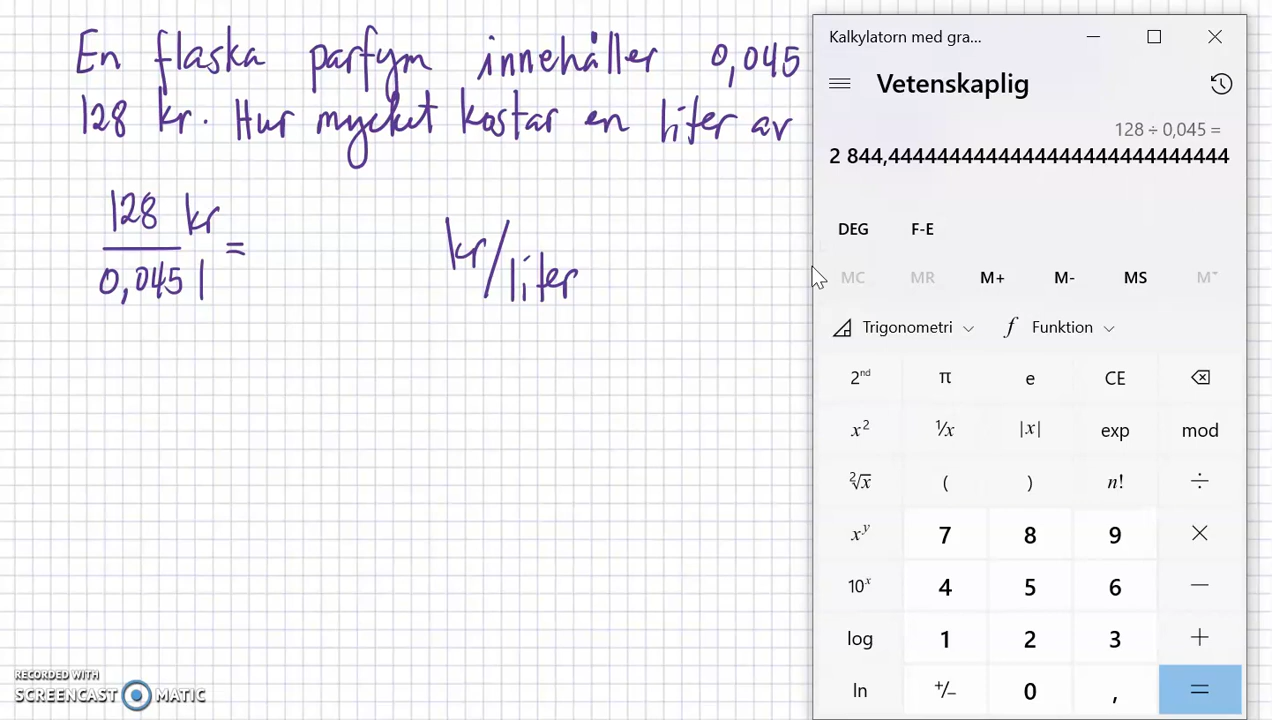 En flaska parfym innehåller 0,045
128 kr. Hur mycket kostar en liter av
128 kr
0,045 l
=
kr/liter
Kalkylatorn med gra...
Vetenskaplig
128 ÷ 0,045 =
2 844,4444444444444444444444444444
DEG F-E
MC MR M+ M- MS M˅
Trigonometri f Funktion
2nd π e CE
x² ¹/x |x| exp mod
²√x ( ) n! ÷
xʸ 7 8 9 ×
10ˣ 4 5 6 −
log 1 2 3 +
ln +/− 0 , =
RECORDED WITH
SCREENCAST MATIC